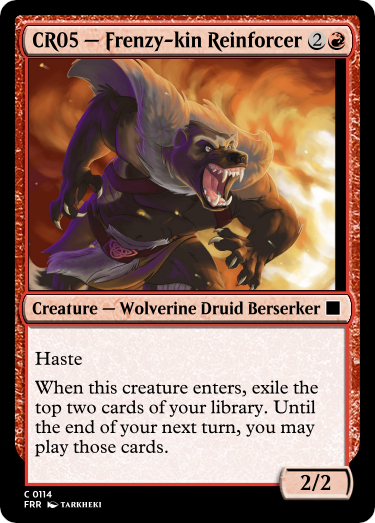 CR05 — Frenzy-kin Reinforcer 2
Creature — Wolverine Druid Berserker
Haste
When this creature enters, exile the
top two cards of your library. Until
the end of your next turn, you may
play those cards.
2/2
C 0114
FRR TARKHEKI